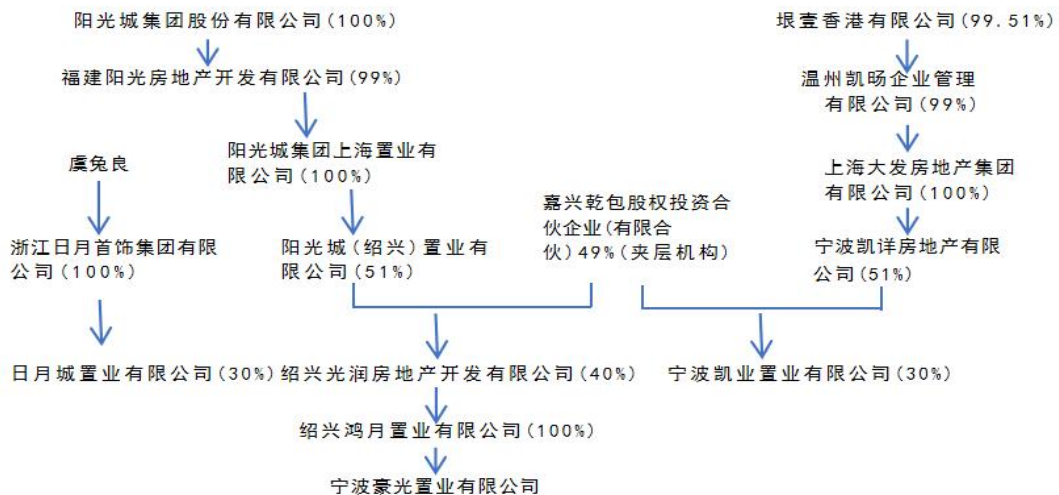 阳光城集团股份有限公司(100%)
垠壹香港有限公司(99.51%)
福建阳光房地产开发有限公司(99%)
温州凯旸企业管理
有限公司(99%)
虞兔良
阳光城集团上海置业有
限公司(100%)
上海大发房地产集团
有限公司(100%)
浙江日月首饰集团有限
公司(100%)
阳光城(绍兴)置业有
限公司(51%)
嘉兴乾包股权投资合
伙企业(有限合
伙)49%(夹层机构)
宁波凯详房地产有限
公司(51%)
日月城置业有限公司(30%)
绍兴光润房地产开发有限公司(40%)
宁波凯业置业有限公司(30%)
绍兴鸿月置业有限公司(100%)
宁波豪光置业有限公司